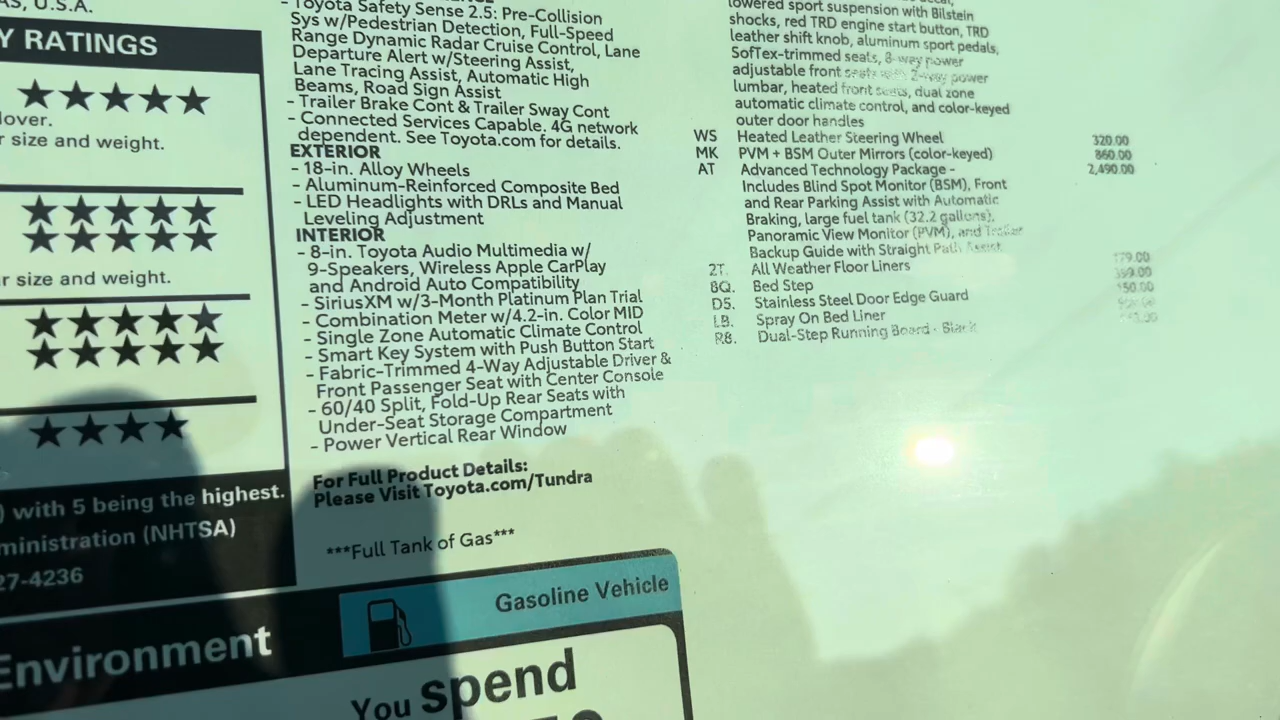 AS, U.S.A.
Y RATINGS
★★★★★
lover.
r size and weight.
★★★★★
★★★★★
r size and weight.
★★★★★
★★★★★
★★★★
) with 5 being the highest.
ministration (NHTSA)
27-4236
- Toyota Safety Sense 2.5: Pre-Collision
Sys w/Pedestrian Detection, Full-Speed
Range Dynamic Radar Cruise Control, Lane
Departure Alert w/Steering Assist,
Lane Tracing Assist, Automatic High
Beams, Road Sign Assist
- Trailer Brake Cont & Trailer Sway Cont
- Connected Services Capable. 4G network
dependent. See Toyota.com for details.
EXTERIOR
- 18-in. Alloy Wheels
- Aluminum-Reinforced Composite Bed
- LED Headlights with DRLs and Manual
Leveling Adjustment
INTERIOR
- 8-in. Toyota Audio Multimedia w/
9-Speakers, Wireless Apple CarPlay
and Android Auto Compatibility
- SiriusXM w/3-Month Platinum Plan Trial
- Combination Meter w/4.2-in. Color MID
- Single Zone Automatic Climate Control
- Smart Key System with Push Button Start
- Fabric-Trimmed 4-Way Adjustable Driver &
Front Passenger Seat with Center Console
- 60/40 Split, Fold-Up Rear Seats with
Under-Seat Storage Compartment
- Power Vertical Rear Window
For Full Product Details:
Please Visit Toyota.com/Tundra
***Full Tank of Gas***
lowered sport suspension with Bilstein
shocks, red TRD engine start button, TRD
leather shift knob, aluminum sport pedals,
SofTex-trimmed seats, 8-way power
adjustable front seats with 2-way power
lumbar, heated front seats, dual zone
automatic climate control, and color-keyed
outer door handles
WS Heated Leather Steering Wheel 320.00
MK PVM + BSM Outer Mirrors (color-keyed) 860.00
AT Advanced Technology Package - 2,490.00
Includes Blind Spot Monitor (BSM), Front
and Rear Parking Assist with Automatic
Braking, large fuel tank (32.2 gallons),
Panoramic View Monitor (PVM), and Trailer
Backup Guide with Straight Path Assist
2T. All Weather Floor Liners 179.00
8Q. Bed Step
D5. Stainless Steel Door Edge Guard
LB. Spray On Bed Liner
R8. Dual-Step Running Board - Black
Environment
Gasoline Vehicle
You spend